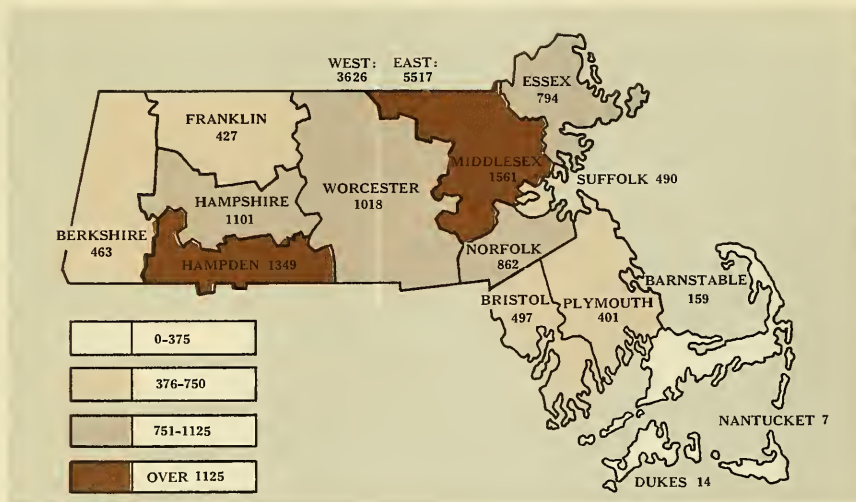 WEST: EAST:
3626 5517
ESSEX
794
FRANKLIN
427
MIDDLESEX
1561
SUFFOLK 490
HAMPSHIRE
1101
WORCESTER
1018
BERKSHIRE
463
HAMPDEN 1349
NORFOLK
862
BARNSTABLE
159
BRISTOL
497
PLYMOUTH
401
0-375
376-750
751-1125
OVER 1125
NANTUCKET 7
DUKES 14